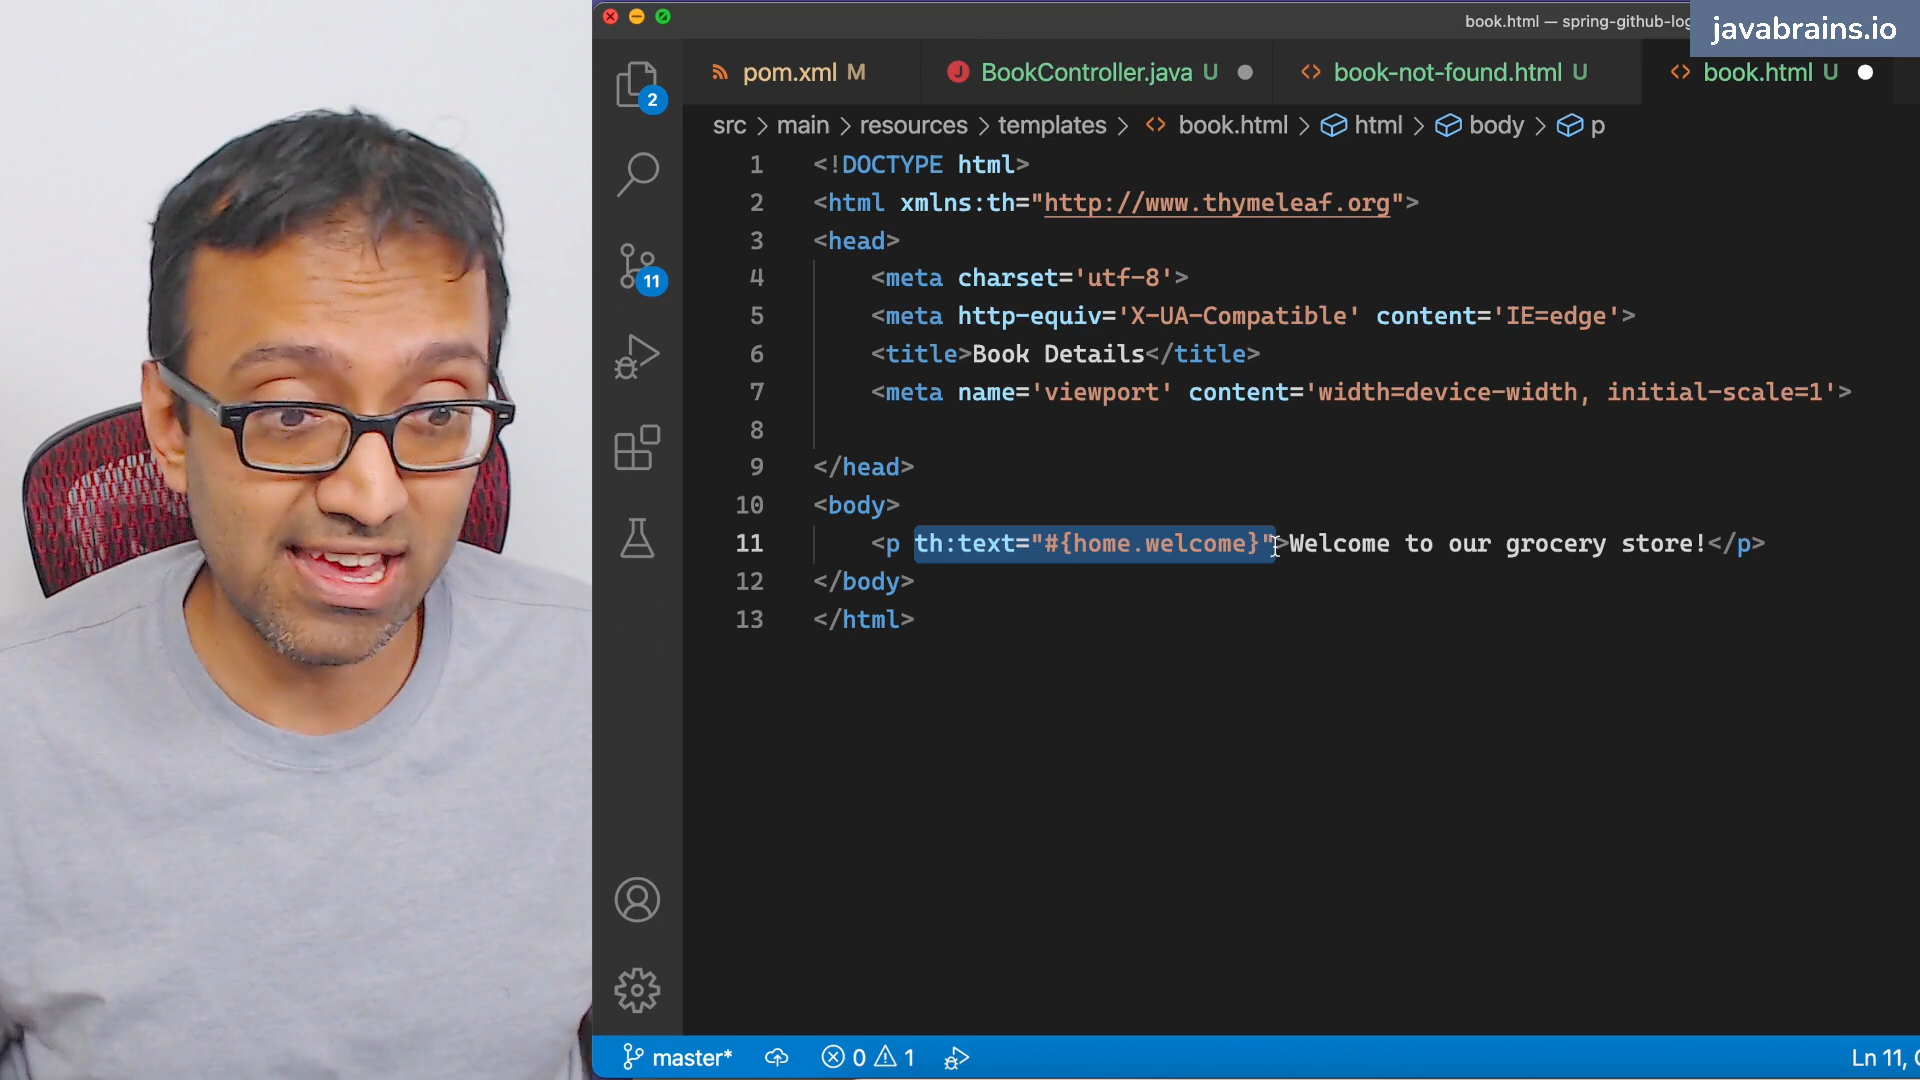 book.html — spring-github-log
javabrains.io
pom.xml M
BookController.java U
book-not-found.html U
book.html U
src > main > resources > templates > book.html > html > body > p
2
11
1 <!DOCTYPE html>
2 <html xmlns:th="http://www.thymeleaf.org">
3 <head>
4 <meta charset='utf-8'>
5 <meta http-equiv='X-UA-Compatible' content='IE=edge'>
6 <title>Book Details</title>
7 <meta name='viewport' content='width=device-width, initial-scale=1'>
8
9 </head>
10 <body>
11 <p th:text="#{home.welcome}">Welcome to our grocery store!</p>
12 </body>
13 </html>
master* 0 1 Ln 11,